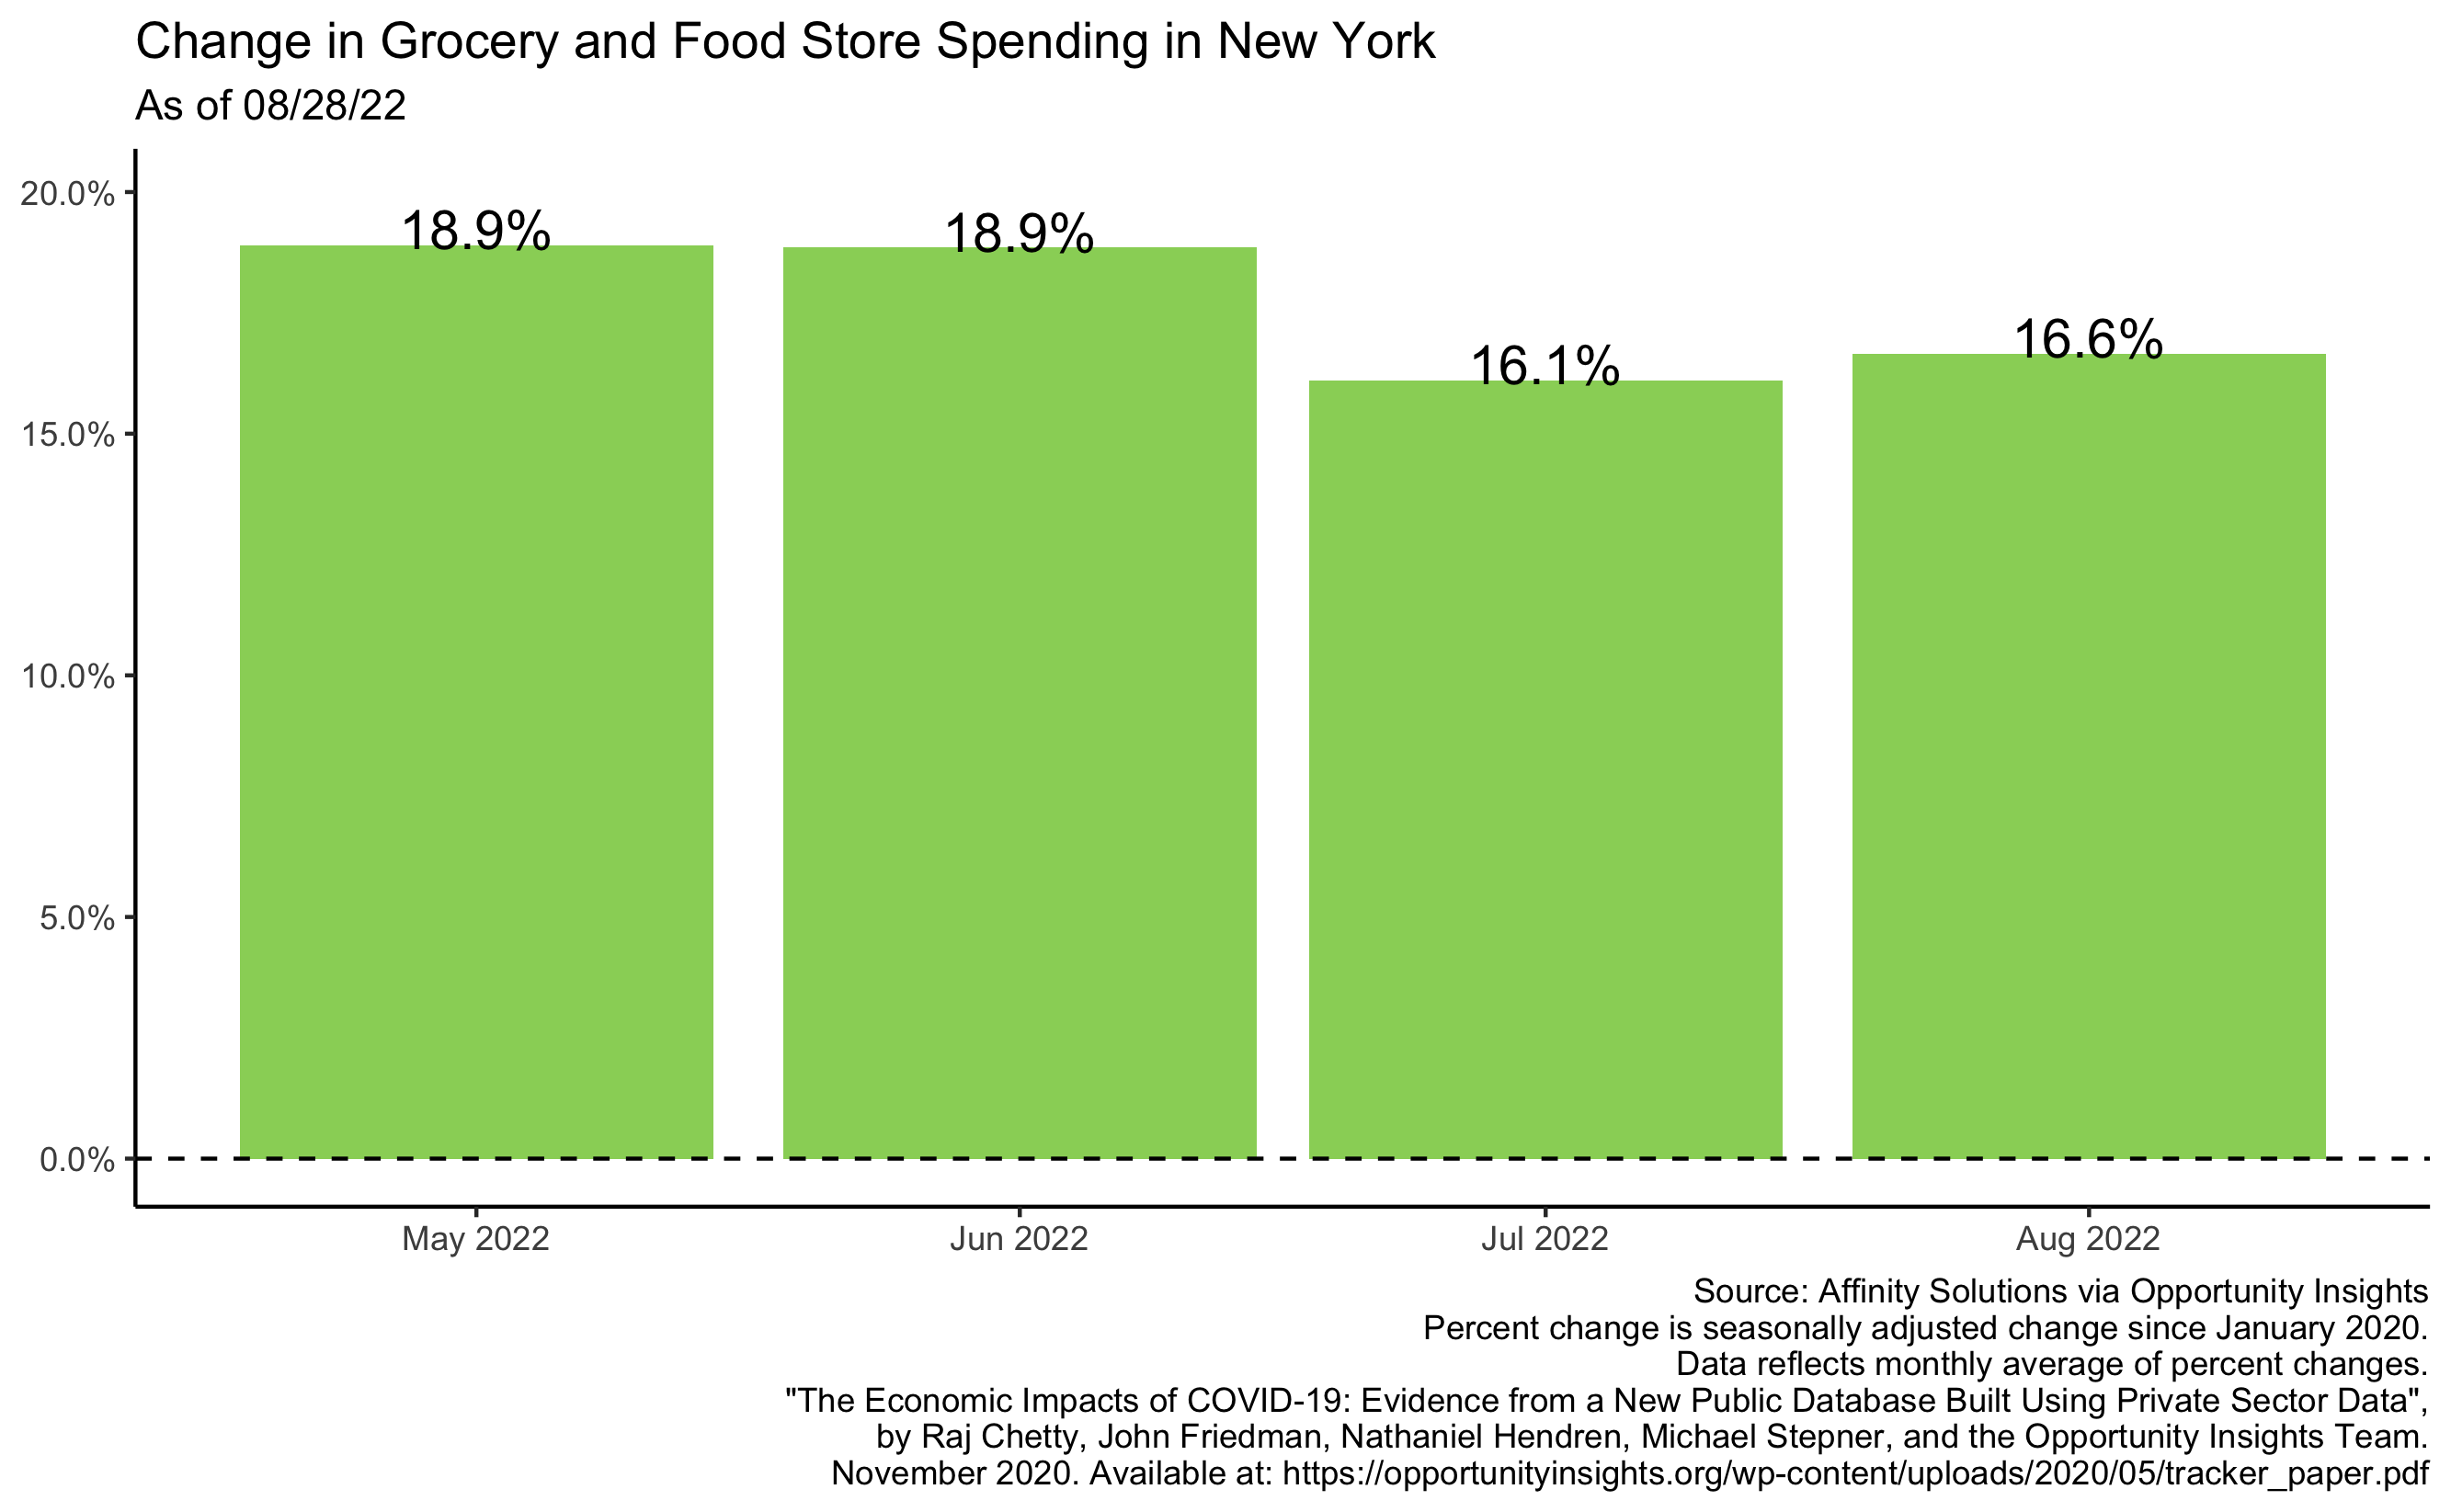 Change in Grocery and Food Store Spending in New York
As of 08/28/22
20.0%
15.0%
10.0%
5.0%
0.0%
18.9%
18.9%
16.1%
16.6%
May 2022
Jun 2022
Jul 2022
Aug 2022
Source: Affinity Solutions via Opportunity Insights
Percent change is seasonally adjusted change since January 2020.
Data reflects monthly average of percent changes.
"The Economic Impacts of COVID-19: Evidence from a New Public Database Built Using Private Sector Data",
by Raj Chetty, John Friedman, Nathaniel Hendren, Michael Stepner, and the Opportunity Insights Team.
November 2020. Available at: https://opportunityinsights.org/wp-content/uploads/2020/05/tracker_paper.pdf